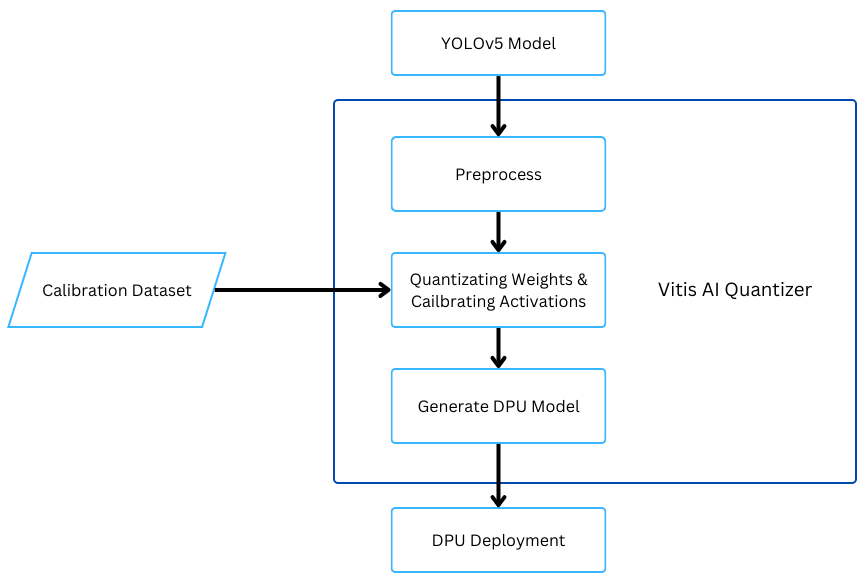 YOLOv5 Model
Preprocess
Calibration Dataset
Quantizating Weights &
Cailbrating Activations
Vitis AI Quantizer
Generate DPU Model
DPU Deployment